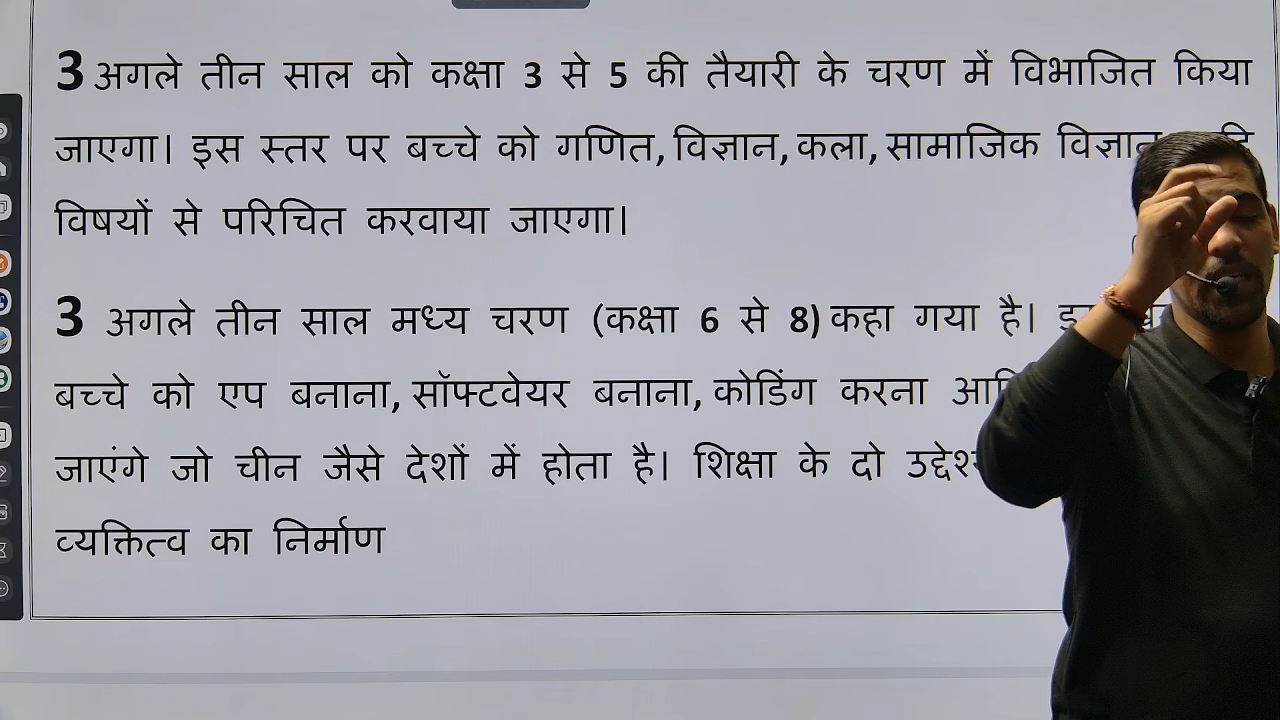 3 अगले तीन साल को कक्षा 3 से 5 की तैयारी के चरण में विभाजित किया
जाएगा। इस स्तर पर बच्चे को गणित, विज्ञान, कला, सामाजिक विज्ञान
विषयों से परिचित करवाया जाएगा।
3 अगले तीन साल मध्य चरण (कक्षा 6 से 8) कहा गया है।
बच्चे को एप बनाना, सॉफ्टवेयर बनाना, कोडिंग करना
जाएंगे जो चीन जैसे देशों में होता है। शिक्षा के दो
व्यक्तित्व का निर्माण